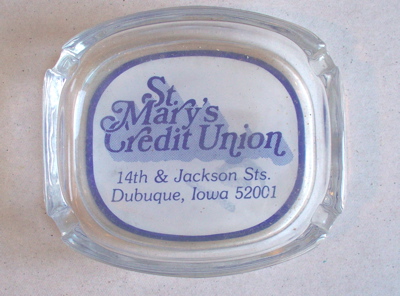 St.
Mary's
Credit Union
14th & Jackson Sts.
Dubuque, Iowa 52001